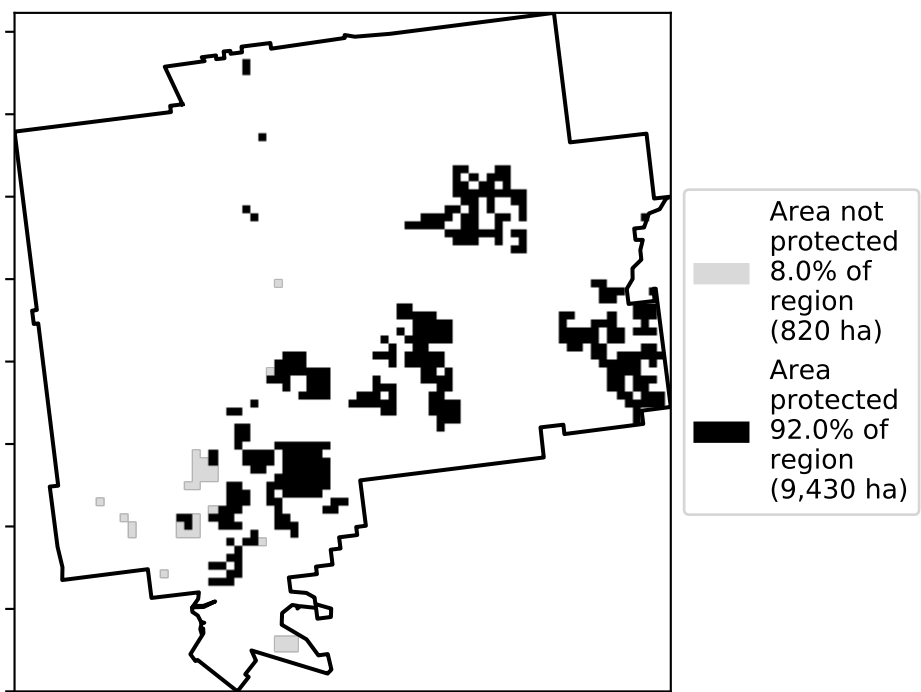 Area not
protected
8.0% of
region
(820 ha)
Area
protected
92.0% of
region
(9,430 ha)